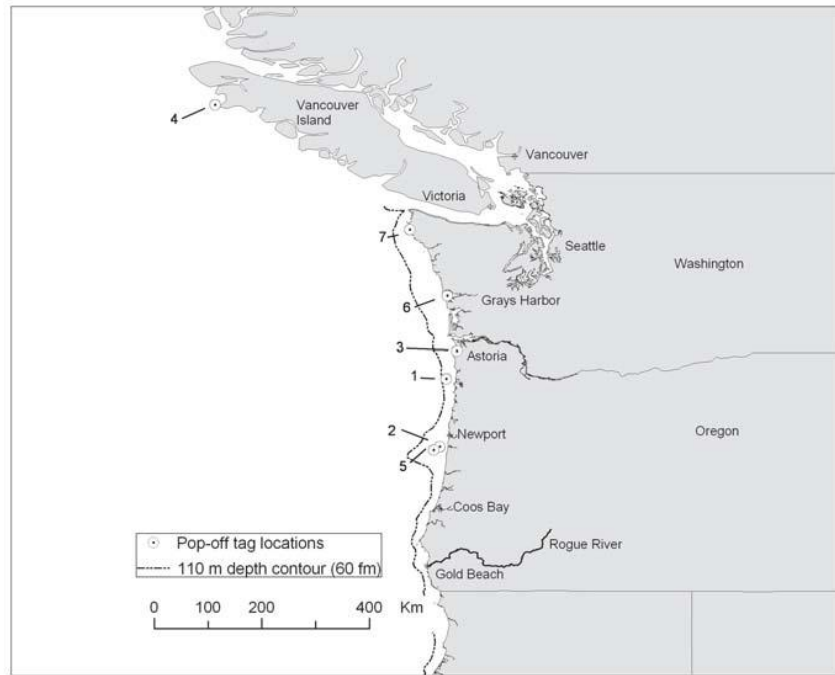 Vancouver
Island
4
Vancouver
Victoria
7
Seattle
Washington
6
Grays Harbor
3
Astoria
1
2
Newport
Oregon
5
Coos Bay
Pop-off tag locations
Rogue River
110 m depth contour (60 fm)
Gold Beach
Km
0 100 200 400